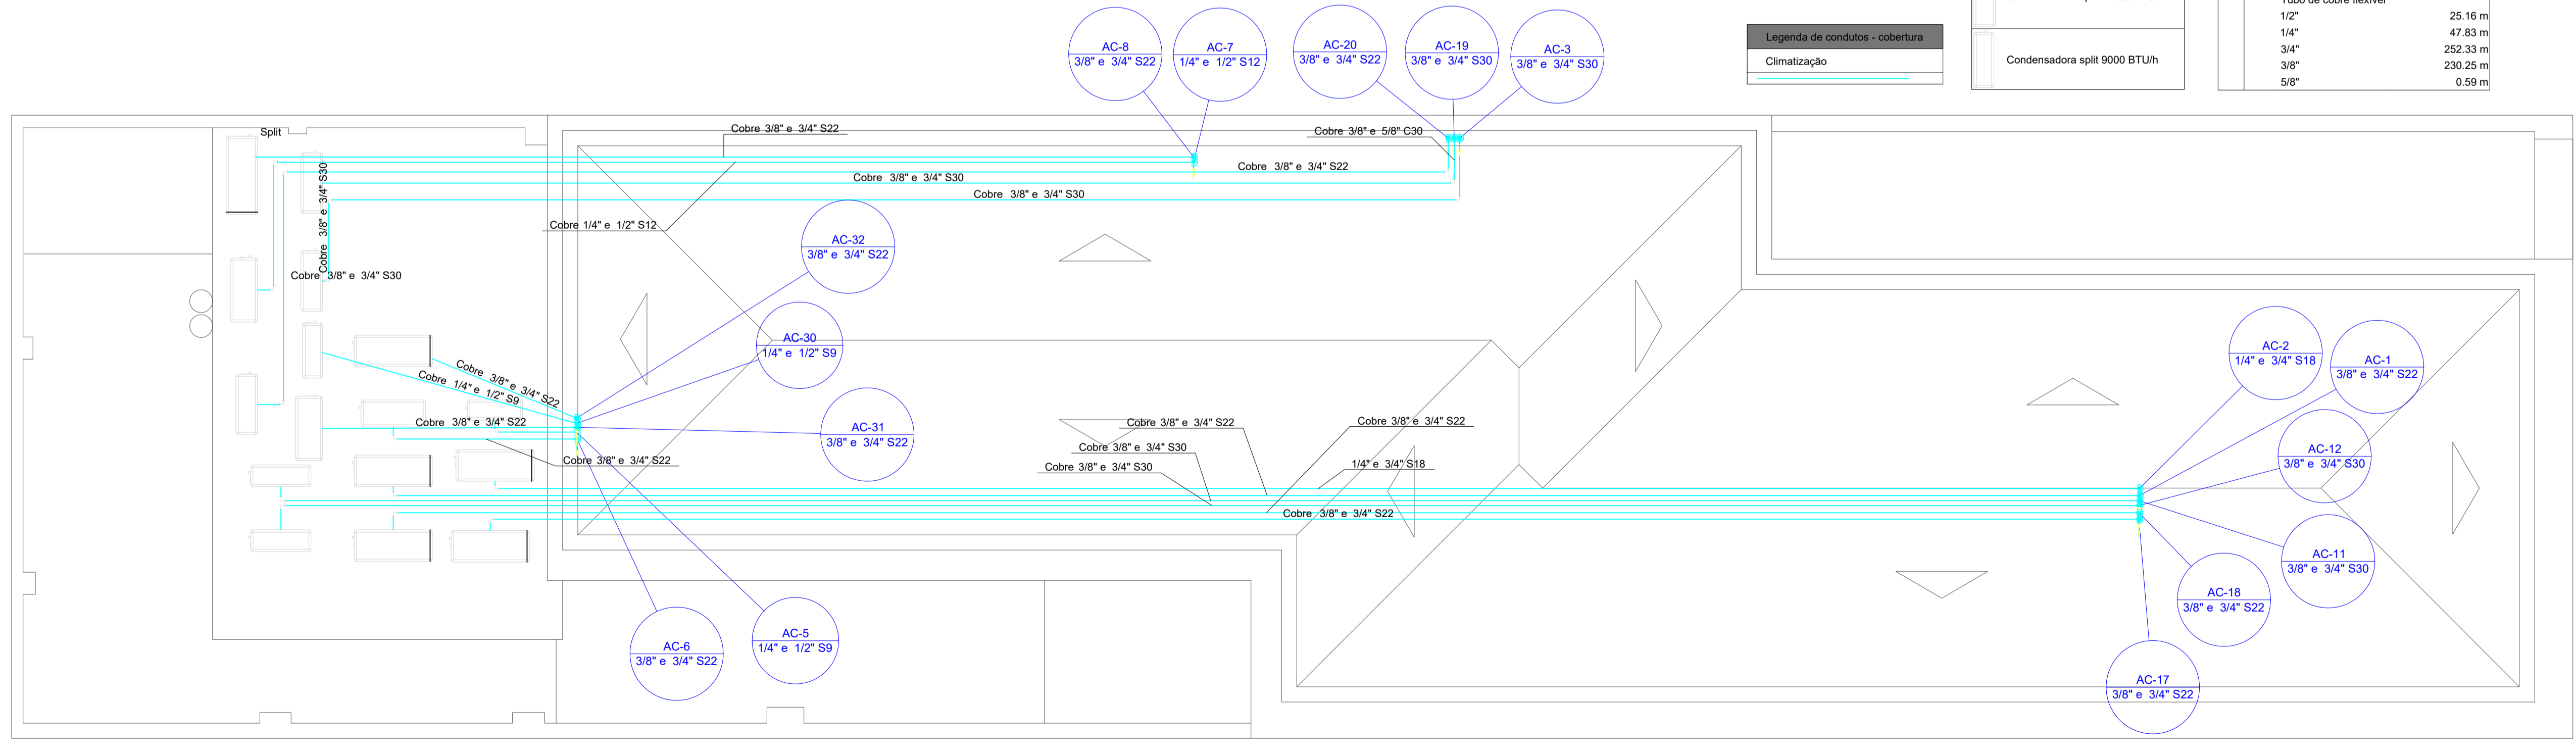 AC-8
3/8" e 3/4" S22
AC-7
1/4" e 1/2" S12
AC-20
3/8" e 3/4" S22
AC-19
3/8" e 3/4" S30
AC-3
3/8" e 3/4" S30
Legenda de condutos - cobertura
Climatização
Condensadora split 9000 BTU/h
Tubo de cobre flexível
1/2" 25.16 m
1/4" 47.83 m
3/4" 252.33 m
3/8" 230.25 m
5/8" 0.59 m
Split
Cobre 3/8" e 3/4" S22
Cobre 3/8" e 5/8" C30
Cobre 3/8" e 3/4" S22
Cobre 3/8" e 3/4" S30
Cobre 3/8" e 3/4" S30
Cobre 3/8" e 3/4" S30
Cobre 1/4" e 1/2" S12
Cobre 3/8" e 3/4" S30
AC-32
3/8" e 3/4" S22
AC-30
1/4" e 1/2" S9
AC-31
3/8" e 3/4" S22
Cobre 3/8" e 3/4" S22
Cobre 1/4" e 1/2" S9
Cobre 3/8" e 3/4" S22
Cobre 3/8" e 3/4" S22
Cobre 3/8" e 3/4" S22
Cobre 3/8" e 3/4" S22
Cobre 3/8" e 3/4" S30
Cobre 3/8" e 3/4" S30
1/4" e 3/4" S18
Cobre 3/8" e 3/4" S22
AC-2
1/4" e 3/4" S18
AC-1
3/8" e 3/4" S22
AC-12
3/8" e 3/4" S30
AC-11
3/8" e 3/4" S30
AC-18
3/8" e 3/4" S22
AC-17
3/8" e 3/4" S22
AC-6
3/8" e 3/4" S22
AC-5
1/4" e 1/2" S9